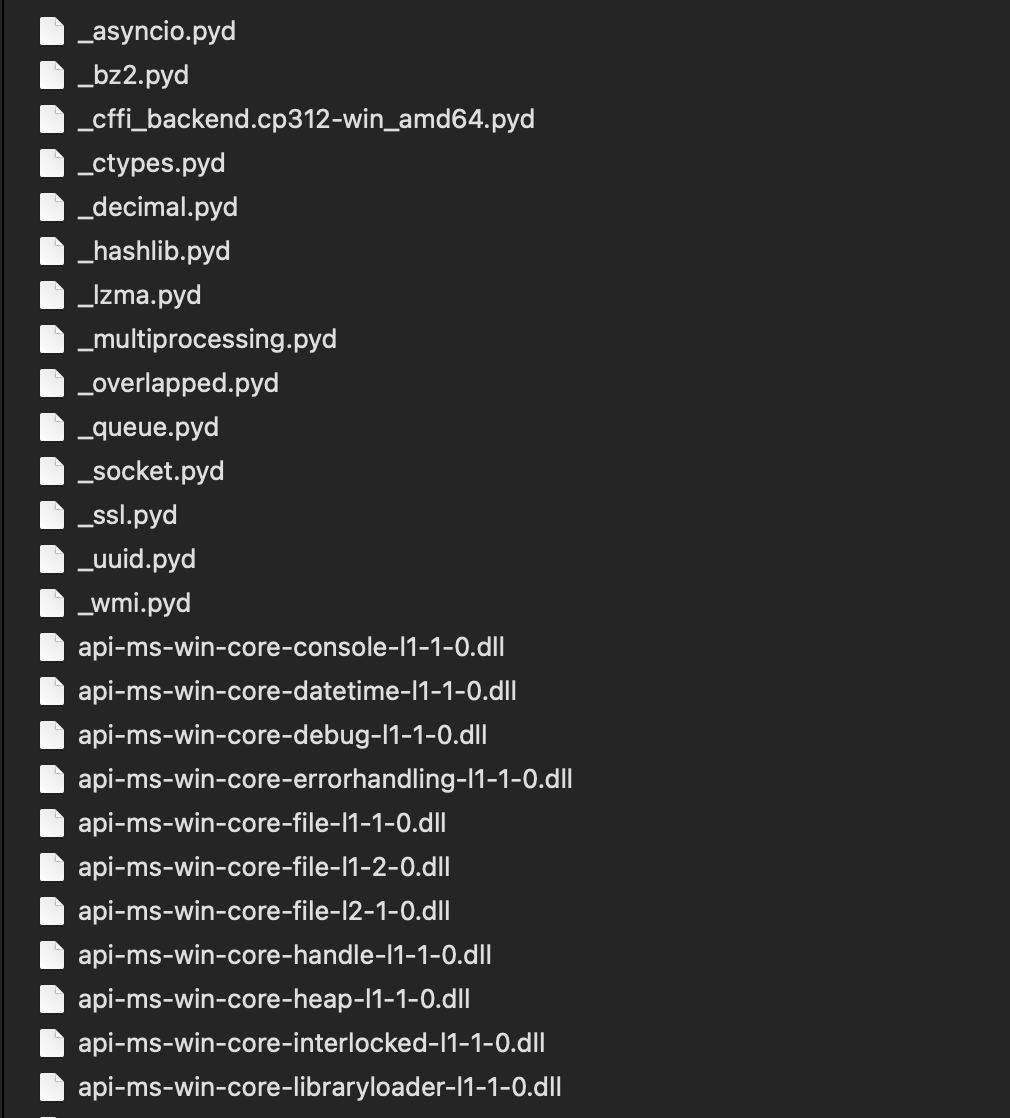 _asyncio.pyd
_bz2.pyd
_cffi_backend.cp312-win_amd64.pyd
_ctypes.pyd
_decimal.pyd
_hashlib.pyd
_lzma.pyd
_multiprocessing.pyd
_overlapped.pyd
_queue.pyd
_socket.pyd
_ssl.pyd
_uuid.pyd
_wmi.pyd
api-ms-win-core-console-l1-1-0.dll
api-ms-win-core-datetime-l1-1-0.dll
api-ms-win-core-debug-l1-1-0.dll
api-ms-win-core-errorhandling-l1-1-0.dll
api-ms-win-core-file-l1-1-0.dll
api-ms-win-core-file-l1-2-0.dll
api-ms-win-core-file-l2-1-0.dll
api-ms-win-core-handle-l1-1-0.dll
api-ms-win-core-heap-l1-1-0.dll
api-ms-win-core-interlocked-l1-1-0.dll
api-ms-win-core-libraryloader-l1-1-0.dll